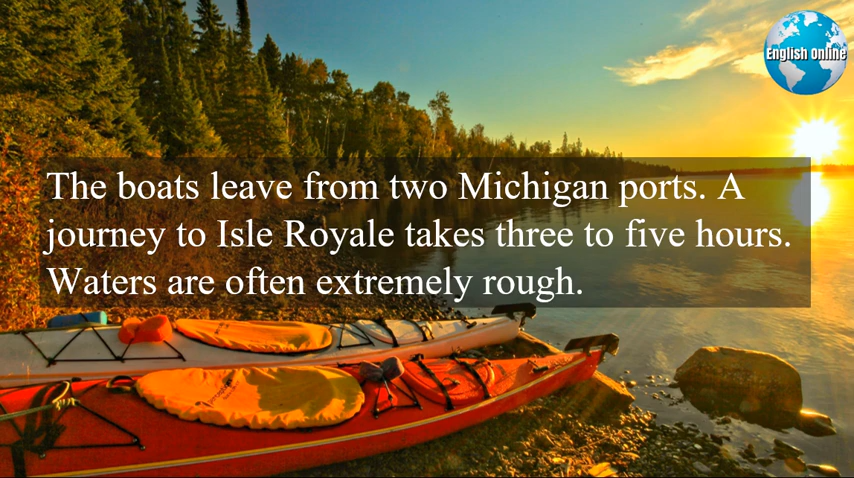 English Online
The boats leave from two Michigan ports. A
journey to Isle Royale takes three to five hours.
Waters are often extremely rough.